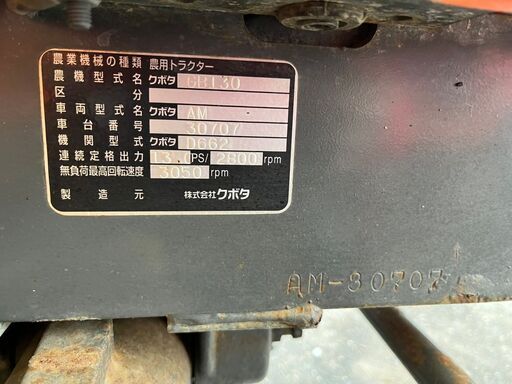 農業機械の種類 農用トラクター
農機型式名 クボタ GB130
区分
車両型式名 クボタ AM
車台番号 30707
機関型式名 クボタ D662
連続定格出力 13.0PS/2800rpm
無負荷最高回転速度 3050rpm
製造元 株式会社クボタ
AM-30707